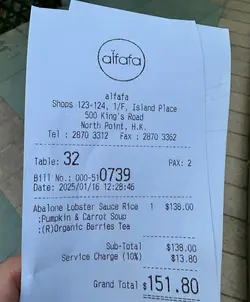 alfafa
alfafa
Shops 123-124, 1/F, Island Place
500 King's Road
North Point, H.K.
Tel : 2870 3312 Fax : 2870 3362
Table: 32 PAX: 2
Bill No.: 000-510739
Date: 2025/01/16 12:28:46
Abalone Lobster Sauce Rice 1 $138.00
;Pumpkin & Carrot Soup
;(R)Organic Berries Tea
Sub-Total $138.00
Service Charge (10%) $13.80
Grand Total $151.80